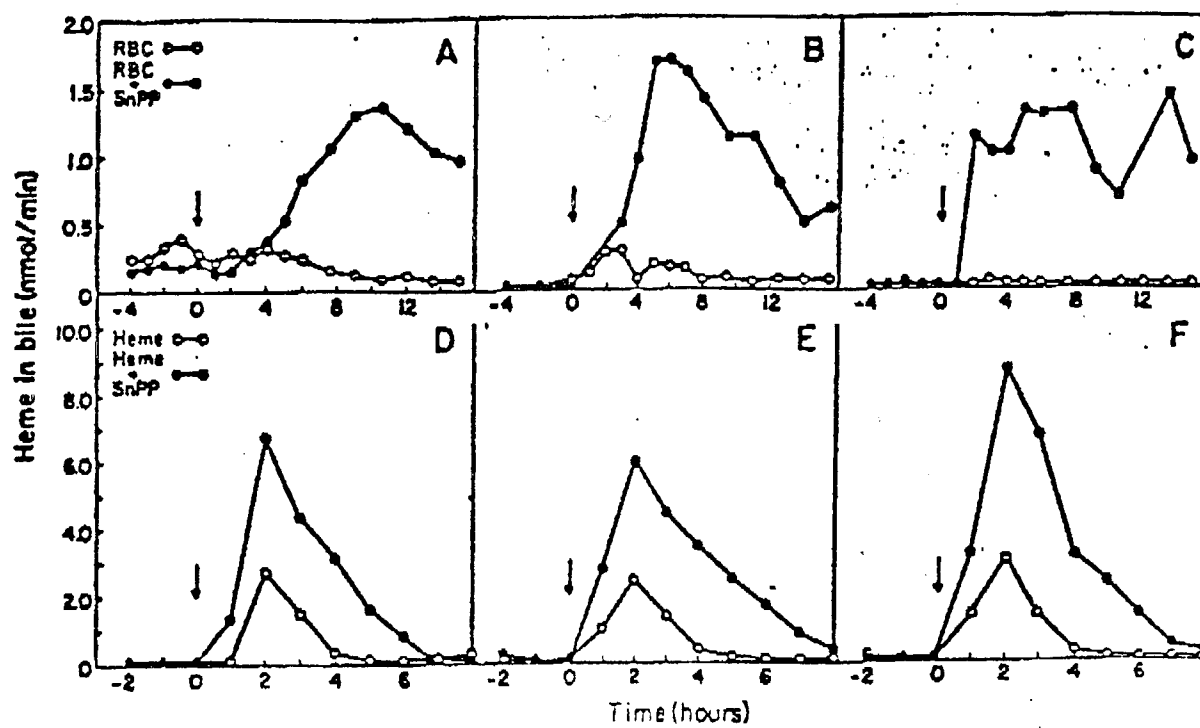 Heme in bile (nmol/min)
2.0
1.5
1.0
0.5
0
RBC
RBC
+
SnPP
A
B
C
-4 0 4 8 12
-4 0 4 8 12
-4 0 4 8 12
10.0
8.0
6.0
4.0
2.0
0
Heme
Heme
+
SnPP
D
E
F
-2 0 2 4 6
-2 0 2 4 6
-2 0 2 4 6
Time (hours)